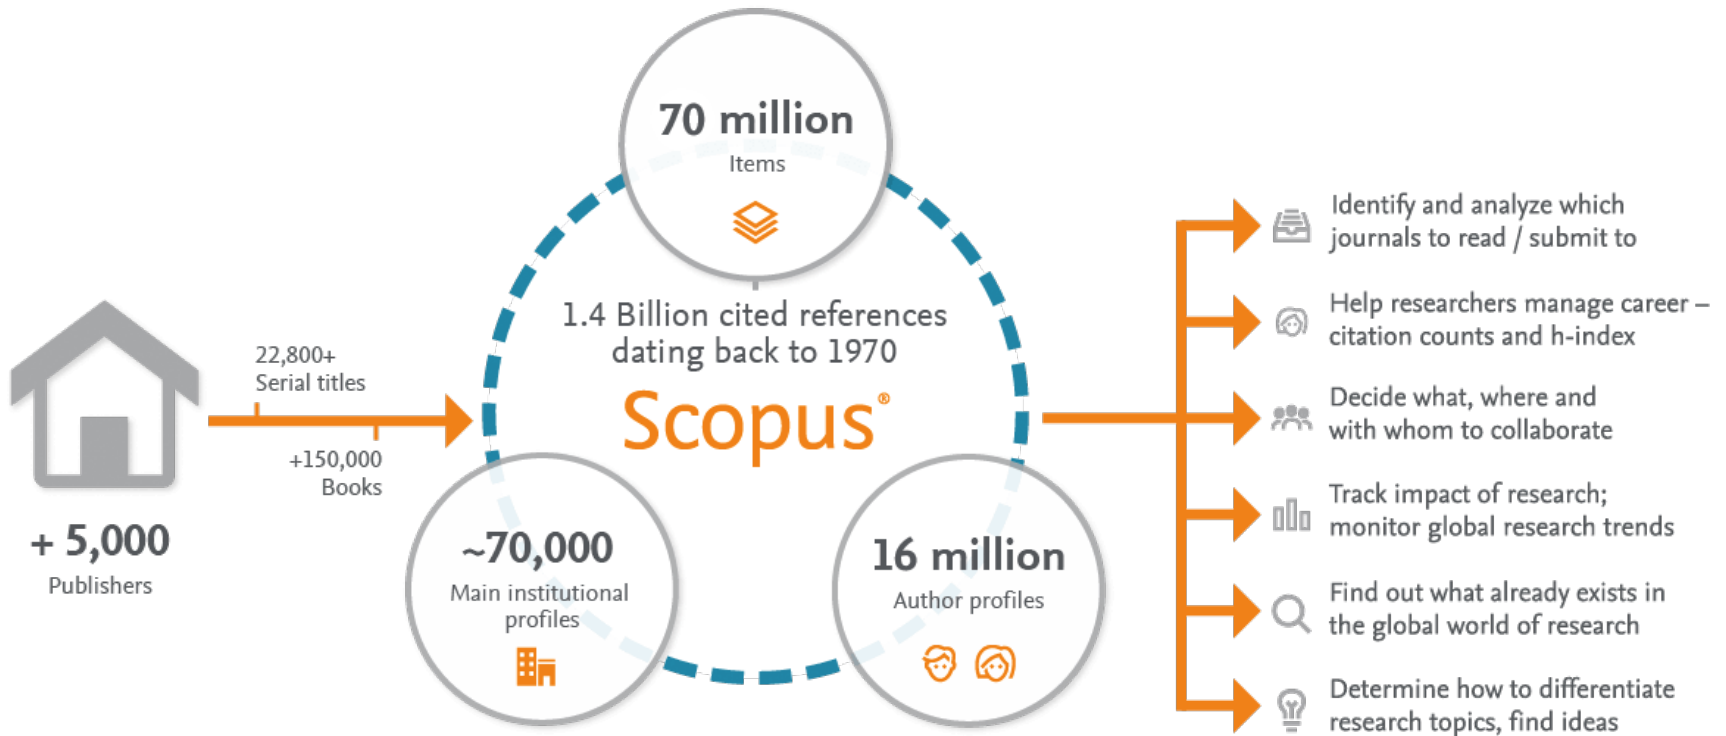 70 million
Items
1.4 Billion cited references
dating back to 1970
Scopus®
22,800+
Serial titles
+150,000
Books
+ 5,000
Publishers
~70,000
Main institutional
profiles
16 million
Author profiles
Identify and analyze which
journals to read / submit to
Help researchers manage career –
citation counts and h-index
Decide what, where and
with whom to collaborate
Track impact of research;
monitor global research trends
Find out what already exists in
the global world of research
Determine how to differentiate
research topics, find ideas